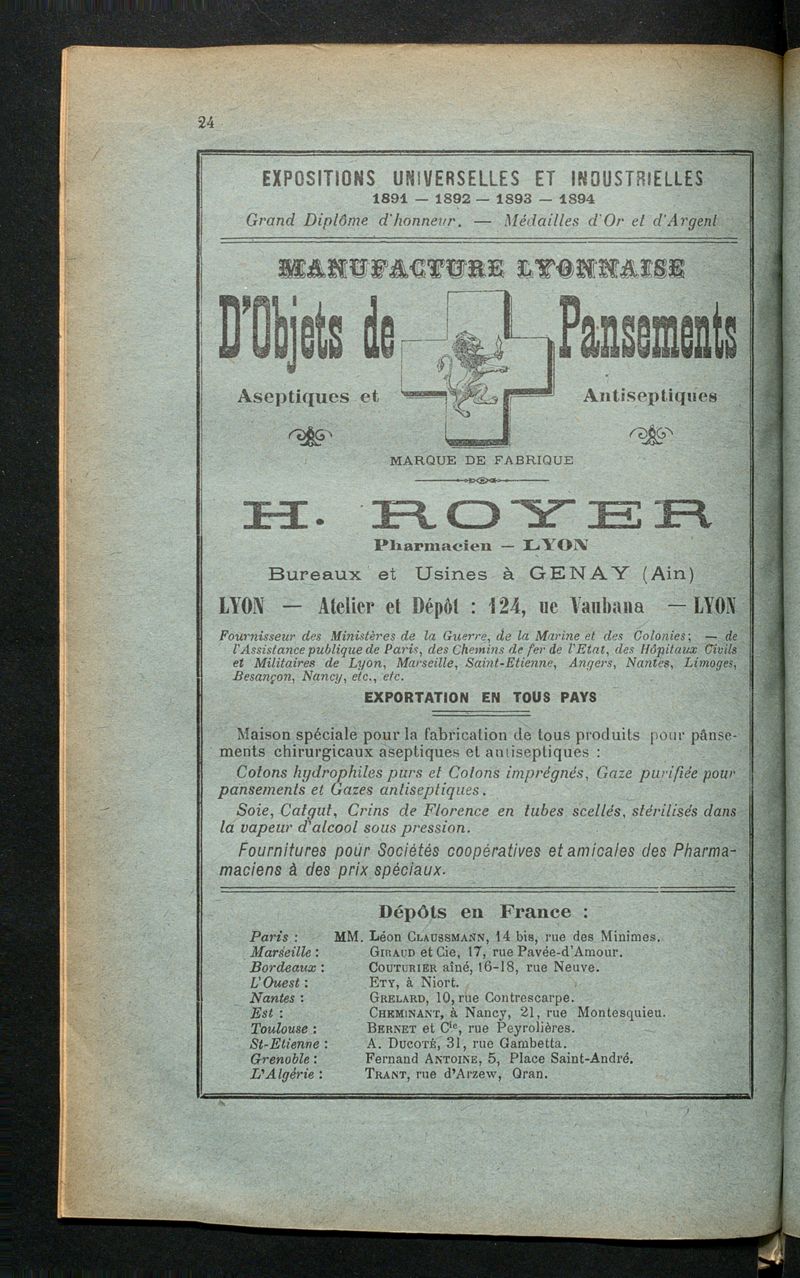 24
EXPOSITIONS UNIVERSELLES ET INDUSTRIELLES
1891 — 1892 — 1893 — 1894
Grand Diplôme d'honneur. — Médailles d'Or et d'Argent
MANUFACTURE LYONNAISE
D'Objets de Pansements
Aseptiques et Antiseptiques
MARQUE DE FABRIQUE
H. ROYER
Pharmacien — LYON
Bureaux et Usines à GENAY (Ain)
LYON — Atelier et Dépôt : 124, ue Vauban — LYON
Fournisseur des Ministères de la Guerre, de la Marine et des Colonies; — de
l'Assistance publique de Paris, des Chemins de fer de l'Etat, des Hôpitaux Civils
et Militaires de Lyon, Marseille, Saint-Etienne, Angers, Nantes, Limoges,
Besançon, Nancy, etc., etc.
EXPORTATION EN TOUS PAYS
Maison spéciale pour la fabrication de tous produits pour panse-
ments chirurgicaux aseptiques et antiseptiques :
Cotons hydrophiles purs et Cotons imprégnés, Gaze purifiée pour
pansements et Gazes antiseptiques.
Soie, Catgut, Crins de Florence en tubes scellés, stérilisés dans
la vapeur d'alcool sous pression.
Fournitures pour Sociétés coopératives et amicales des Pharma-
maciens à des prix spéciaux.
Dépôts en France :
Paris : MM. Léon CLAUSSMANN, 14 bis, rue des Minimes.
Marseille : GIRAUD et Cie, 17, rue Pavée-d'Amour.
Bordeaux : COUTURIER aîné, 16-18, rue Neuve.
L'Ouest : ETY, à Niort.
Nantes : GRELARD, 10, rue Contrescarpe.
Est : CHEMINANT, à Nancy, 21, rue Montesquieu.
Toulouse : BERNET et Cie, rue Peyrolières.
St-Etienne : A. DUCOTÉ, 31, rue Gambetta.
Grenoble : Fernand ANTOINE, 5, Place Saint-André.
L'Algérie : TRANT, rue d'Arzew, Oran.